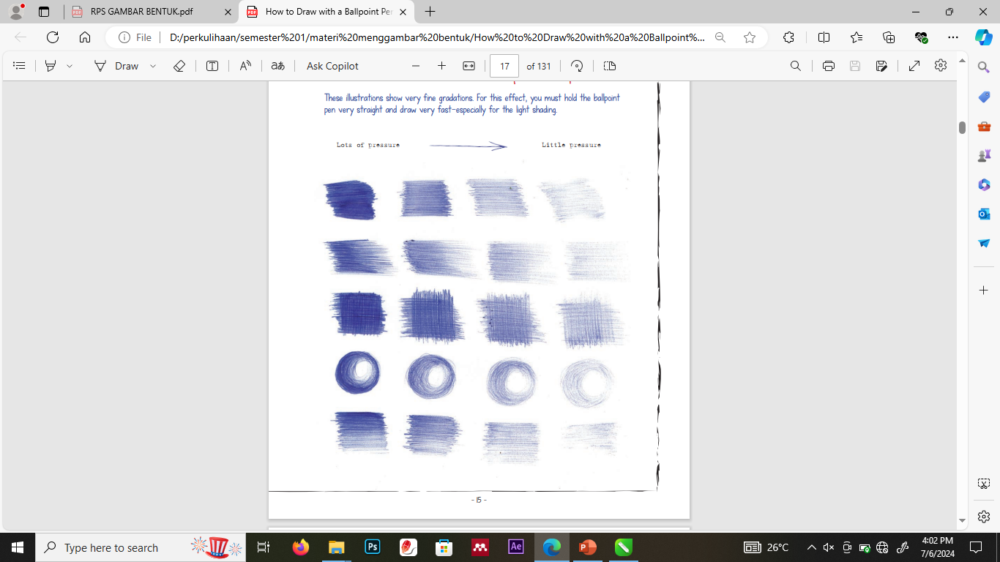 RPS GAMBAR BENTUK.pdf
How to Draw with a Ballpoint Pe
File
D:/perkulihaan/semester%201/materi%20menggambar%20bentuk/How%20to%20Draw%20with%20a%20Ballpoint%...
Draw
Ask Copilot
17 of 131
These illustrations show very fine gradations. For this effect, you must hold the ballpoint
pen very straight and draw very fast-especially for the light shading.
Lots of pressure
Little pressure
- 15 -
Type here to search
Ps
Ae
26°C
4:02 PM
7/6/2024